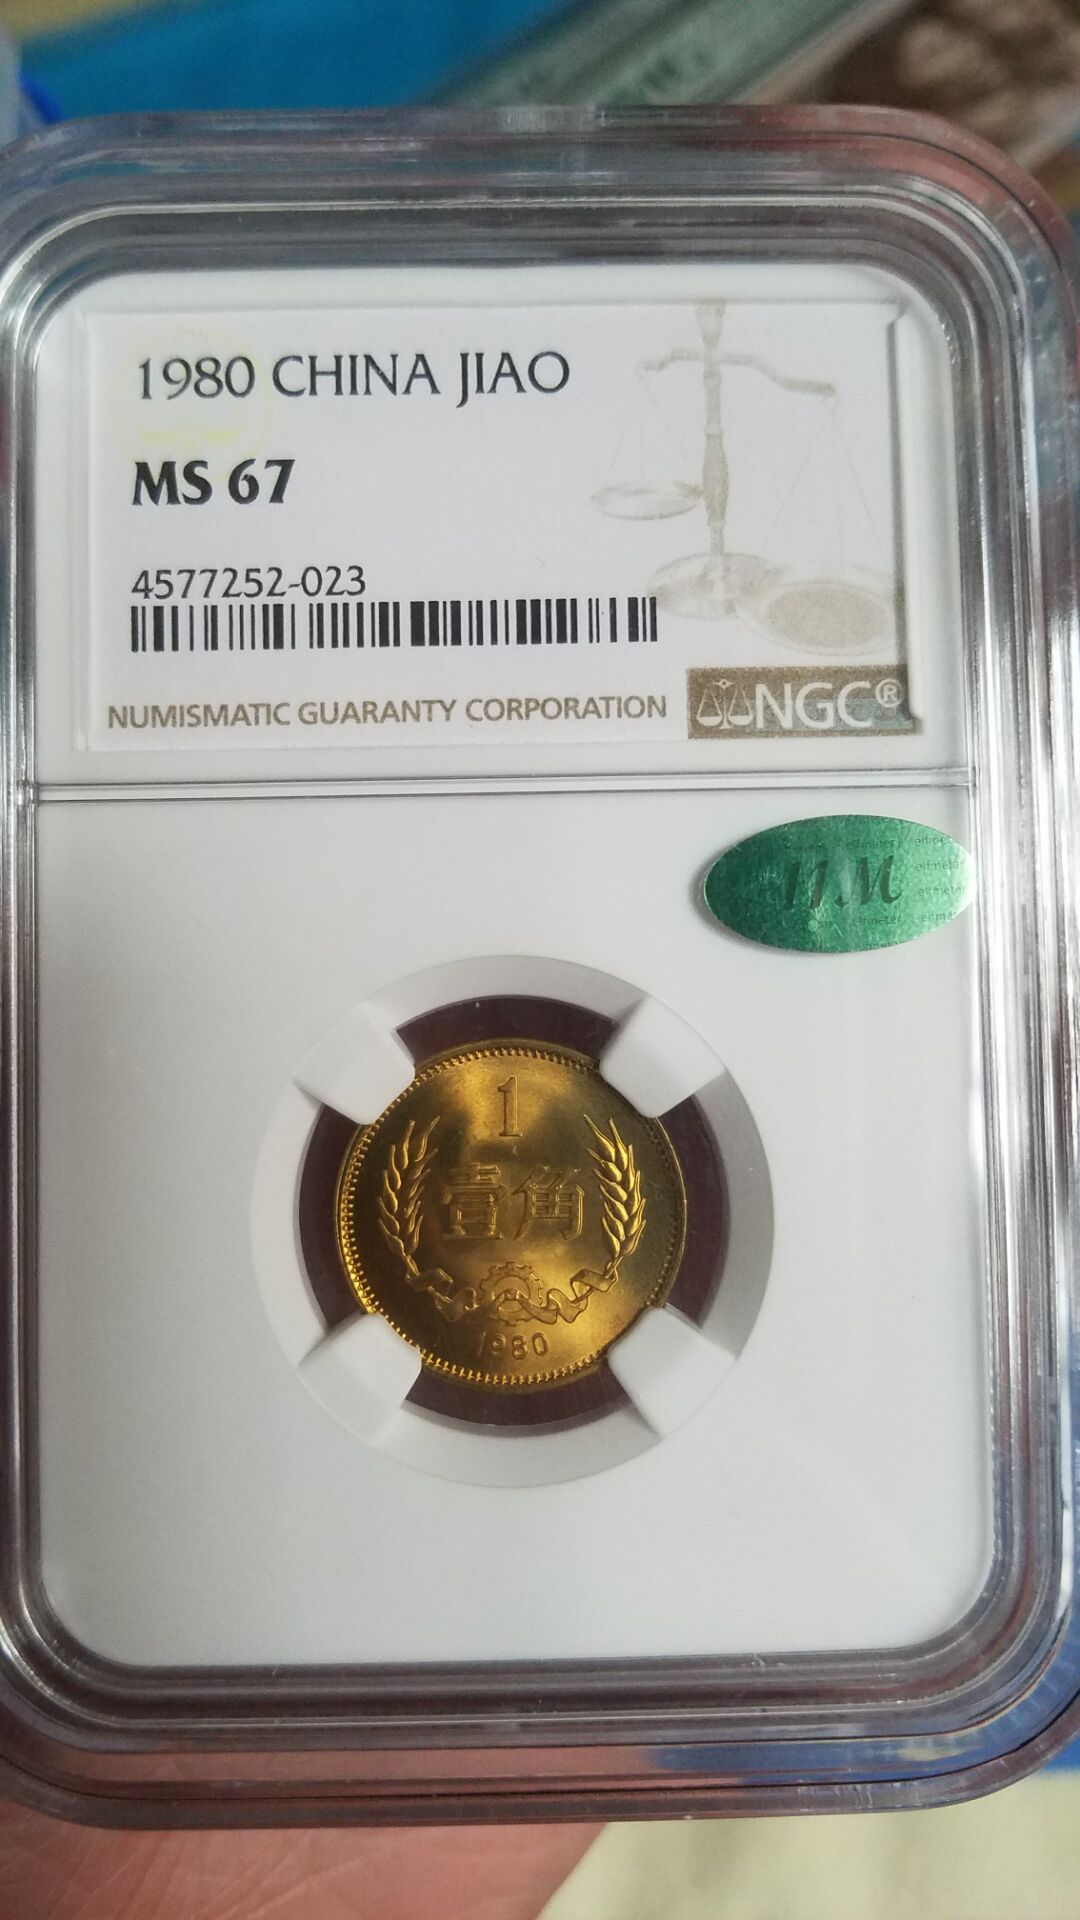 1980 CHINA JIAO
MS 67
4577252-023
NUMISMATIC GUARANTY CORPORATION
NGC®
1
壹角
1980